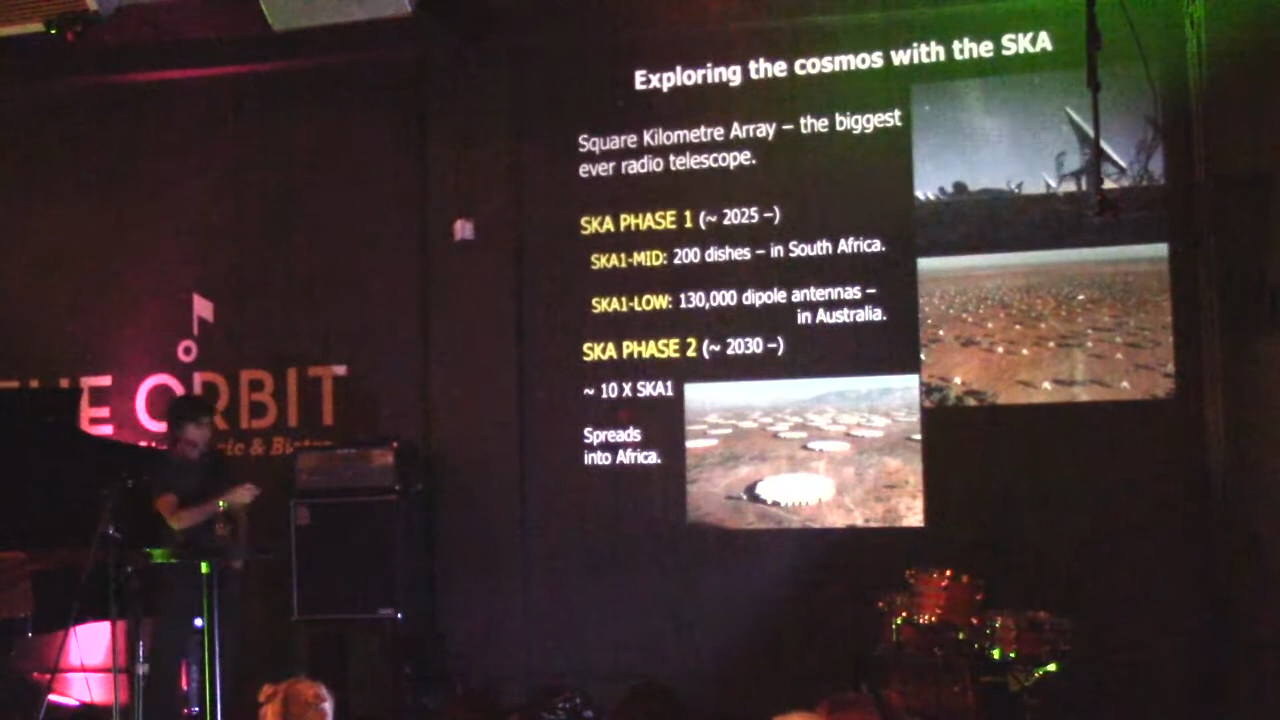 Exploring the cosmos with the SKA
Square Kilometre Array – the biggest
ever radio telescope.
SKA PHASE 1 (~ 2025 –)
SKA1-MID: 200 dishes – in South Africa.
SKA1-LOW: 130,000 dipole antennas –
in Australia.
SKA PHASE 2 (~ 2030 –)
~ 10 X SKA1
Spreads
into Africa.
THE ORBIT
& Bistro